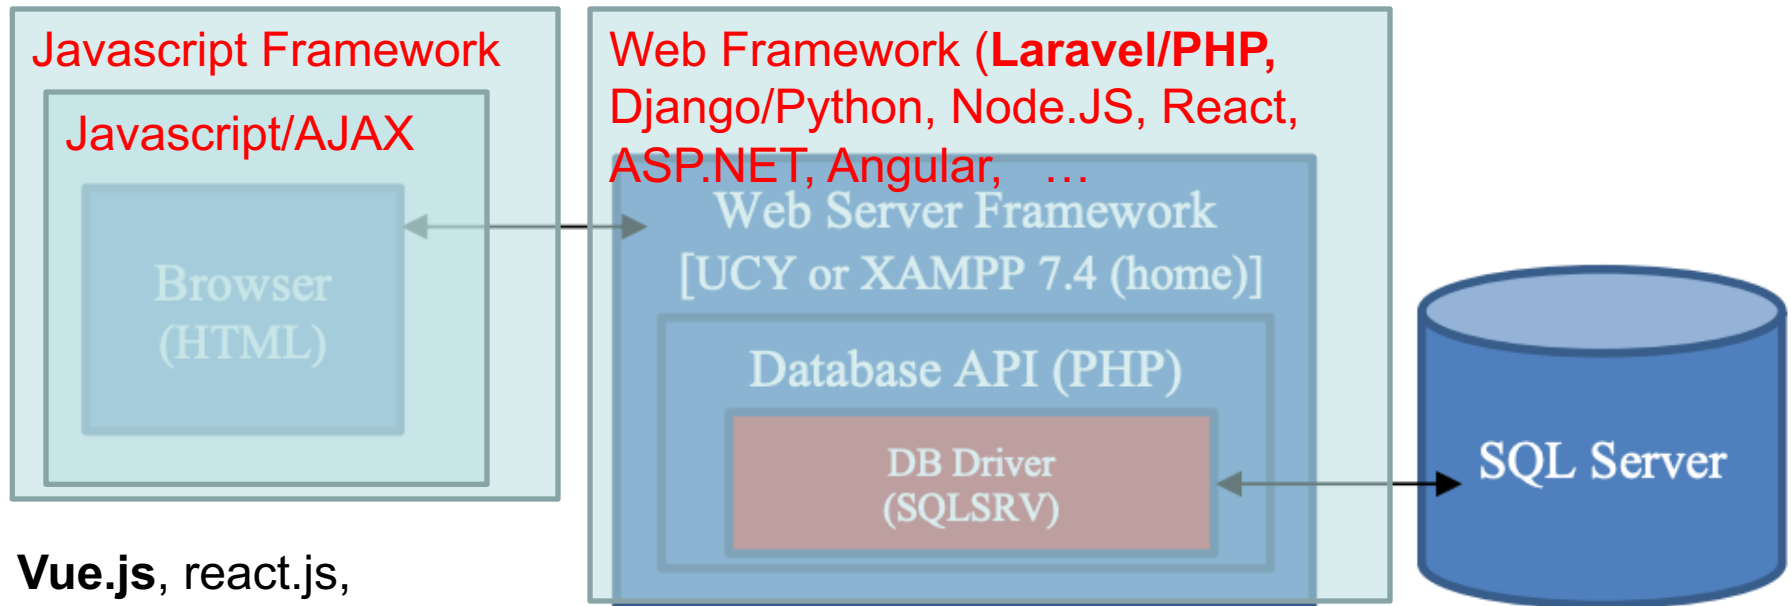 Javascript Framework
Javascript/AJAX
Browser
(HTML)
Vue.js, react.js,
Web Framework (Laravel/PHP,
Django/Python, Node.JS, React,
ASP.NET, Angular, …
Web Server Framework
[UCY or XAMPP 7.4 (home)]
Database API (PHP)
DB Driver
(SQLSRV)
SQL Server